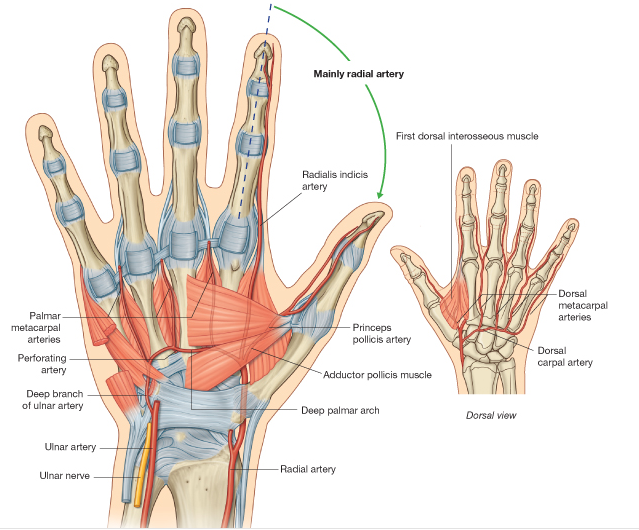 Mainly radial artery
First dorsal interosseous muscle
Radialis indicis
artery
Palmar
metacarpal
arteries
Perforating
artery
Deep branch
of ulnar artery
Ulnar artery
Ulnar nerve
Princeps
pollicis artery
Adductor pollicis muscle
Deep palmar arch
Radial artery
Dorsal
metacarpal
arteries
Dorsal
carpal artery
Dorsal view